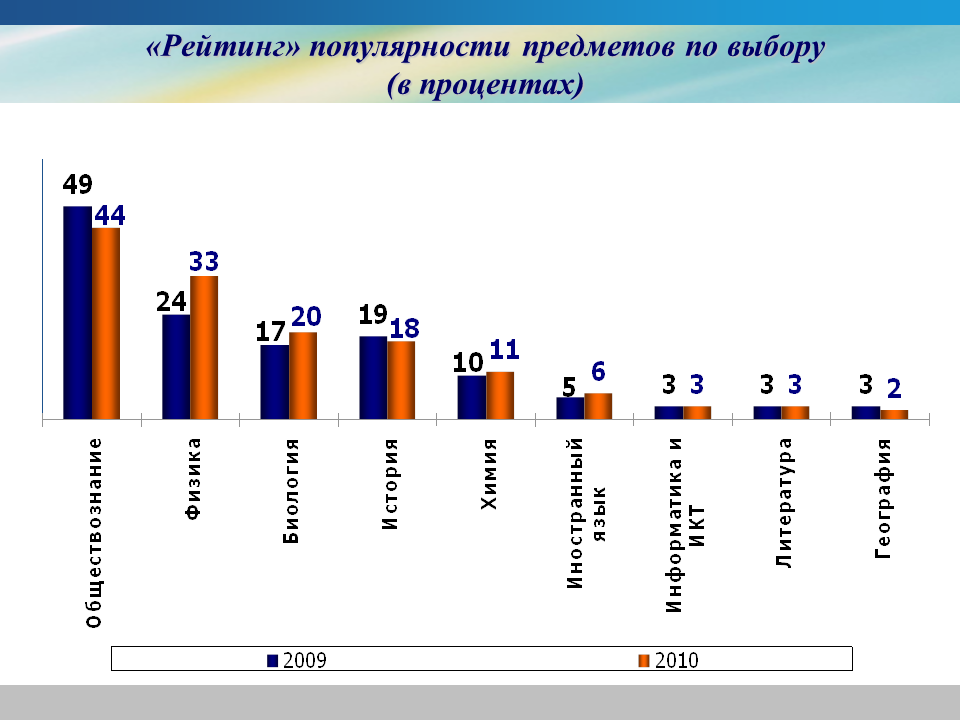 «Рейтинг» популярности предметов по выбору
(в процентах)
49
44
24
33
17
20
19
18
10
11
5
6
3
3
3
3
3
2
Обществознание
Физика
Биология
История
Химия
Иностранный
язык
Информатика и
ИКТ
Литература
География
2009
2010